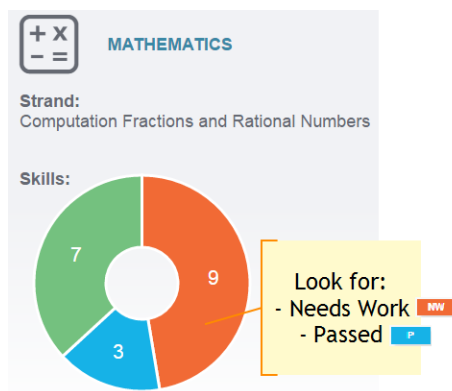 + x
- =
MATHEMATICS
Strand:
Computation Fractions and Rational Numbers
Skills:
7
9
3
Look for:
- Needs Work NW
- Passed P